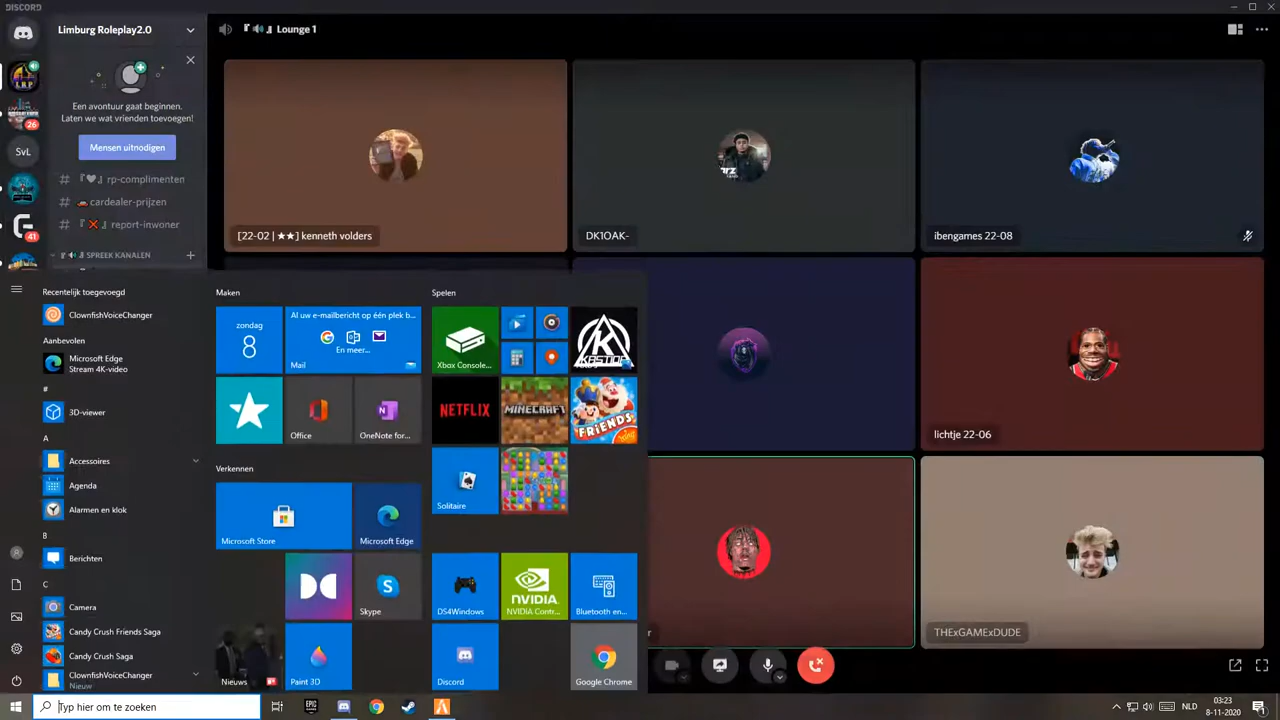 DISCORD
Limburg Roleplay2.0
Een avontuur gaat beginnen.
Laten we wat vrienden toevoegen!
Mensen uitnodigen
# 『🖤』rp-complimenten
# 🚗 cardealer-prijzen
# 『❌』report-inwoner
『🔊』SPREEK KANALEN
26
SvL
41
『🔊』Lounge 1
[22-02 | ★★] kenneth volders
DK1OAK-
ibengames 22-08
lichtje 22-06
THExGAMExDUDE
Recentelijk toegevoegd
ClownfishVoiceChanger
Aanbevolen
Microsoft Edge
Stream 4K-video
#
3D-viewer
A
Accessoires
Agenda
Alarmen en klok
B
Berichten
C
Camera
Candy Crush Friends Saga
Candy Crush Saga
ClownfishVoiceChanger
Nieuw
Maken
zondag
8
Al uw e-mailbericht op één plek b...
En meer...
Mail
Office
OneNote for...
Verkennen
Microsoft Store
Microsoft Edge
Skype
Nieuws
Paint 3D
Spelen
Xbox Console...
KASTIOP
NETFLIX
MINECRAFT
FRIENDS
king
Solitaire
DS4Windows
NVIDIA
NVIDIA Contr...
Bluetooth en...
Discord
Google Chrome
Typ hier om te zoeken
EPIC
NLD
03:23
8-11-2020
1